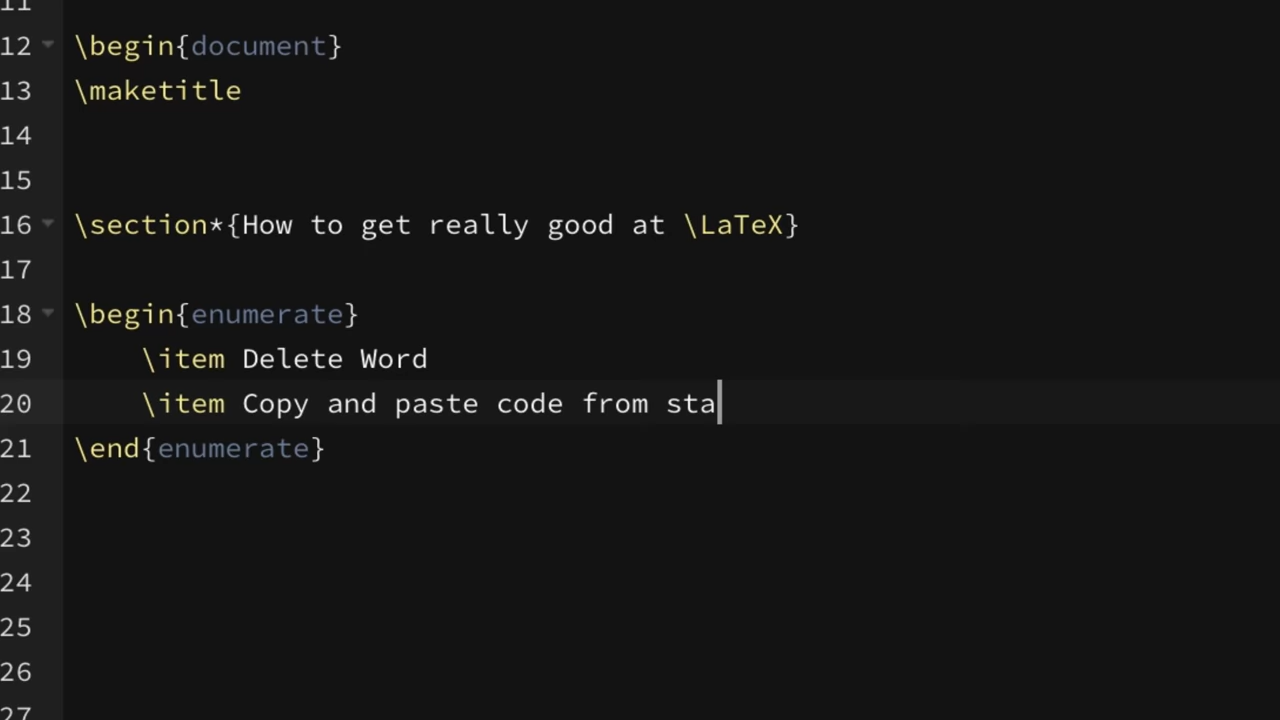 11
12 \begin{document}
13 \maketitle
14
15
16 \section*{How to get really good at \LaTeX}
17
18 \begin{enumerate}
19 \item Delete Word
20 \item Copy and paste code from sta
21 \end{enumerate}
22
23
24
25
26
27